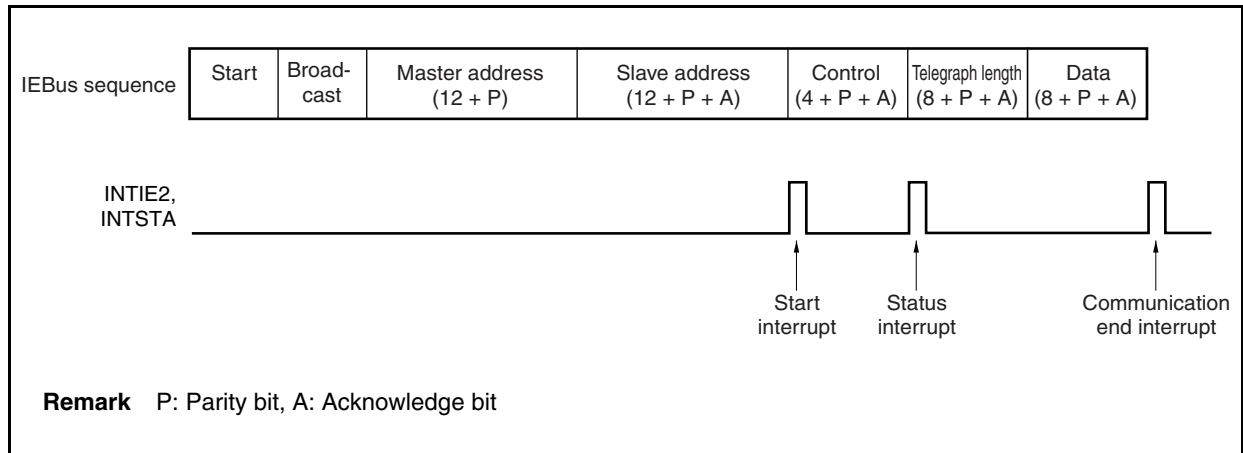 IEBus sequence
Start
Broad-
cast
Master address
(12 + P)
Slave address
(12 + P + A)
Control
(4 + P + A)
Telegraph length
(8 + P + A)
Data
(8 + P + A)
INTIE2,
INTSTA
Start
interrupt
Status
interrupt
Communication
end interrupt
Remark P: Parity bit, A: Acknowledge bit